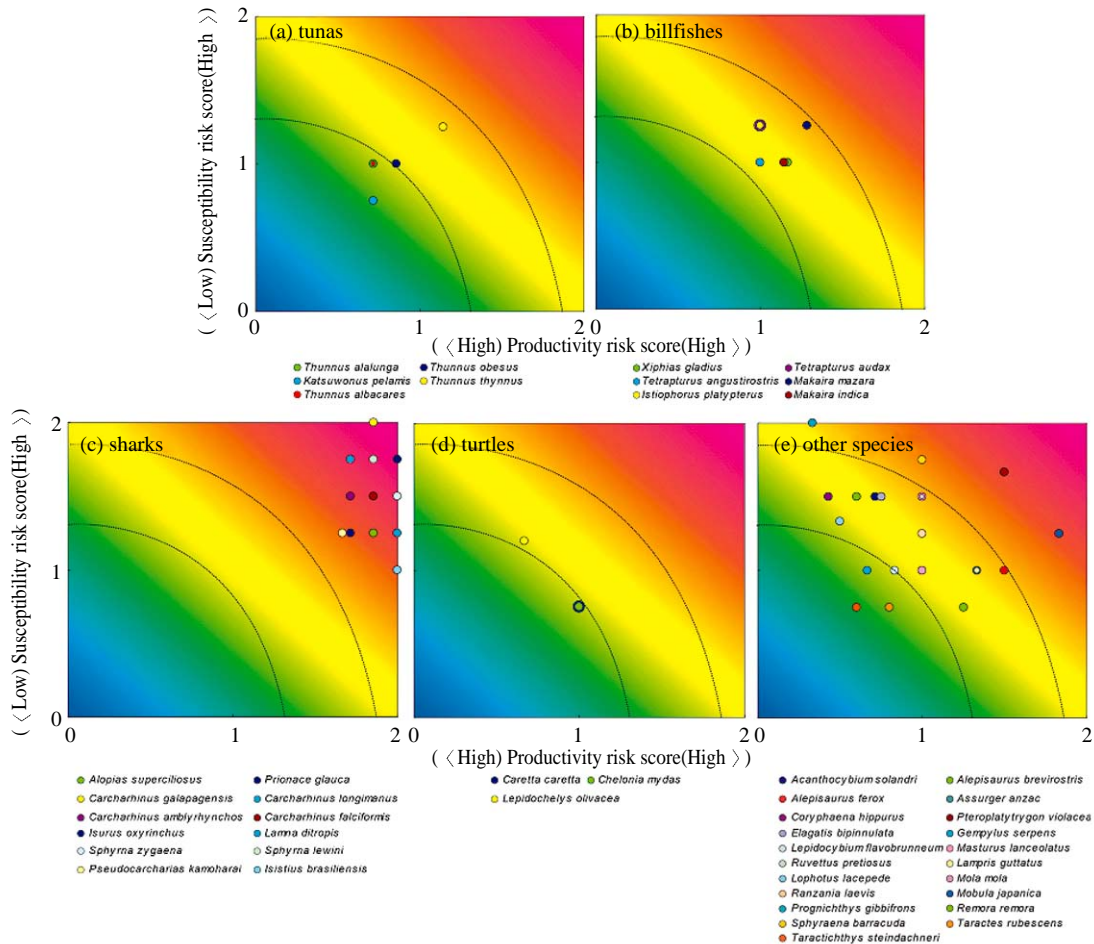 2
(a) tunas
(b) billfishes
1
0
(〈Low) Susceptibility risk score(High 〉)
0
1
2
1
2
(〈High) Productivity risk score(High 〉)
Thunnus alalunga
Thunnus obesus
Katsuwonus pelamis
Thunnus thynnus
Thunnus albacares
Xiphias gladius
Tetrapturus audax
Tetrapturus angustirostris
Makaira mazara
Istiophorus platypterus
Makaira indica
2
(c) sharks
(d) turtles
(e) other species
1
0
(〈Low) Susceptibility risk score(High 〉)
0
1
2
0
1
2
0
1
2
(〈High) Productivity risk score(High 〉)
Alopias superciliosus
Prionace glauca
Carcharhinus galapagensis
Carcharhinus longimanus
Carcharhinus amblyrhynchos
Carcharhinus falciformis
Isurus oxyrinchus
Lamna ditropis
Sphyrna zygaena
Sphyrna lewini
Pseudocarcharias kamoharai
Isistius brasiliensis
Caretta caretta
Chelonia mydas
Lepidochelys olivacea
Acanthocybium solandri
Alepisaurus brevirostris
Alepisaurus ferox
Assurger anzac
Coryphaena hippurus
Pteroplatytrygon violacea
Elagatis bipinnulata
Gempylus serpens
Lepidocybium flavobrunneum
Masturus lanceolatus
Ruvettus pretiosus
Lampris guttatus
Lophotus lacepede
Mola mola
Ranzania laevis
Mobula japanica
Prognichthys gibbifrons
Remora remora
Sphyraena barracuda
Taractes rubescens
Taractichthys steindachneri